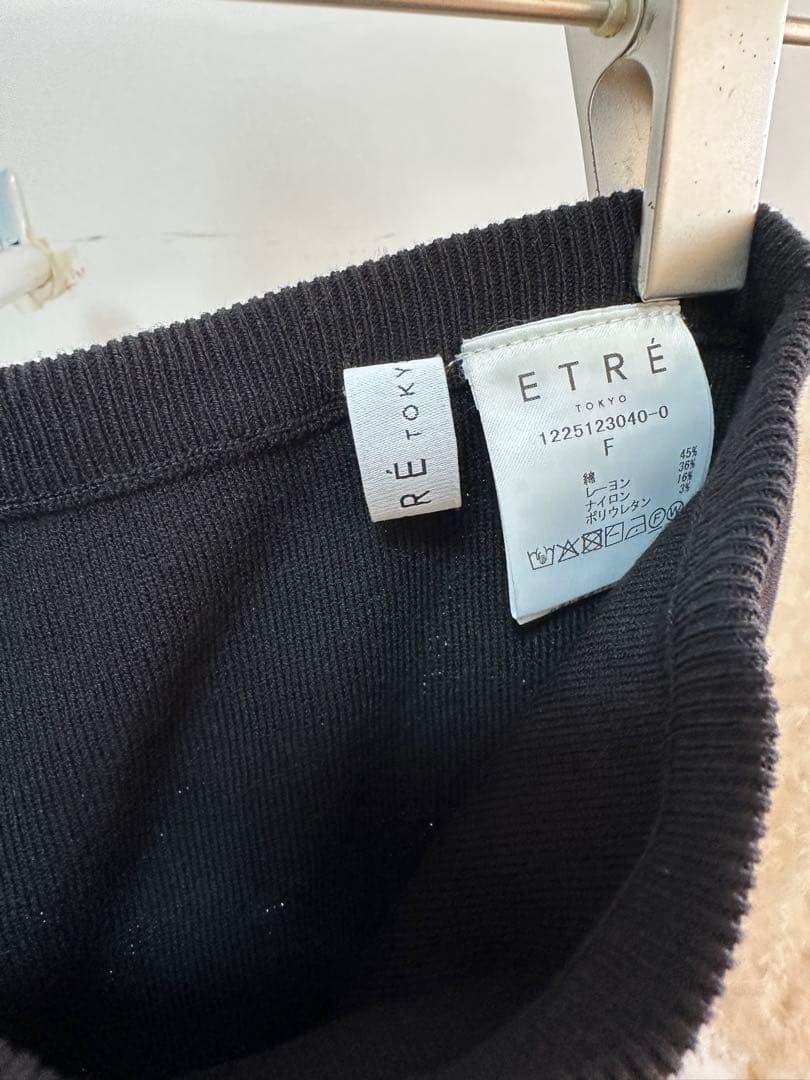 RÉ TOKY
ETRÉ
TOKYO
1225123040-0
F
綿 45%
レーヨン 36%
ナイロン 16%
ポリウレタン 3%
F W